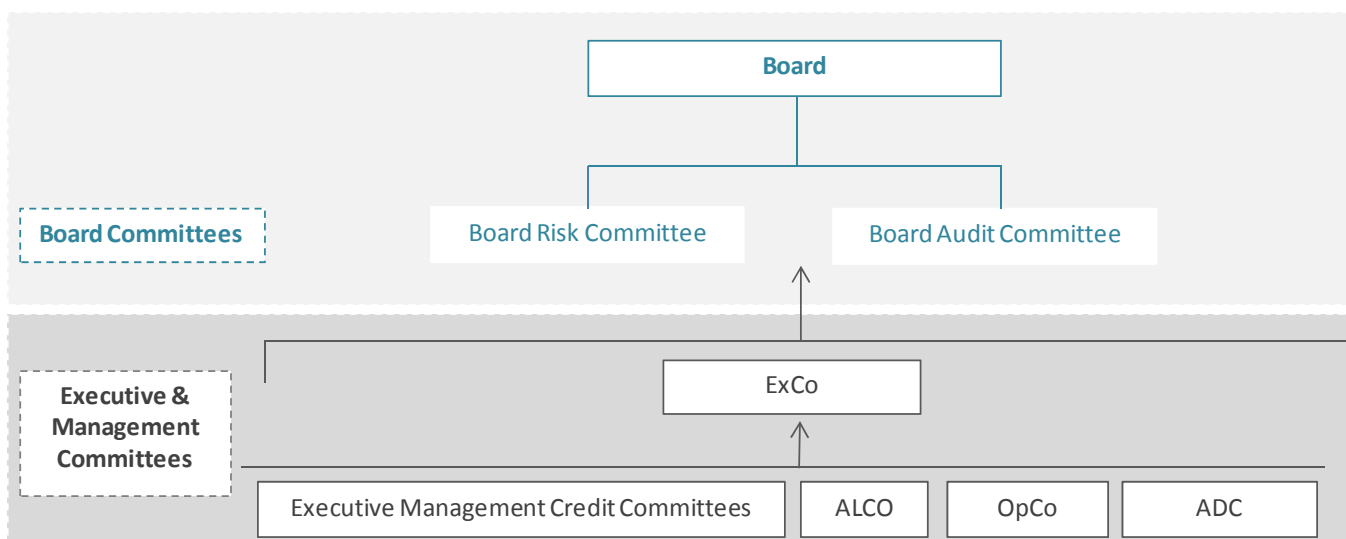 Board
Board Committees
Board Risk Committee
Board Audit Committee
Executive &
Management
Committees
ExCo
Executive Management Credit Committees
ALCO
OpCo
ADC